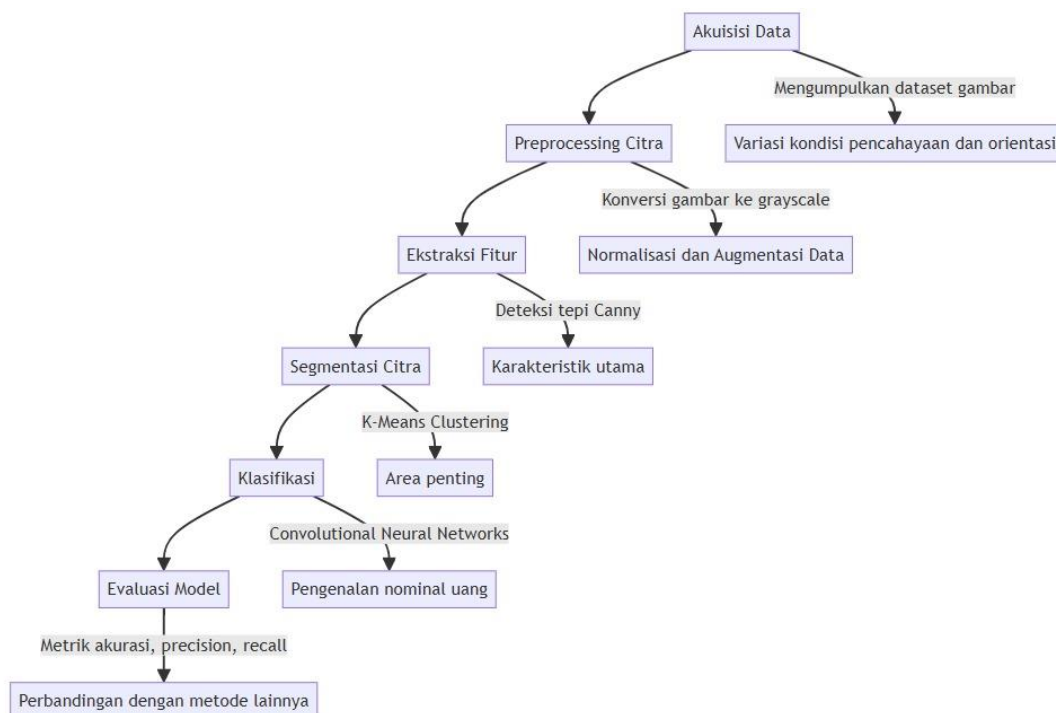 Akuisisi Data
Mengumpulkan dataset gambar
Preprocessing Citra
Variasi kondisi pencahayaan dan orientasi
Konversi gambar ke grayscale
Ekstraksi Fitur
Normalisasi dan Augmentasi Data
Deteksi tepi Canny
Segmentasi Citra
Karakteristik utama
K-Means Clustering
Klasifikasi
Area penting
Convolutional Neural Networks
Evaluasi Model
Pengenalan nominal uang
Metrik akurasi, precision, recall
Perbandingan dengan metode lainnya